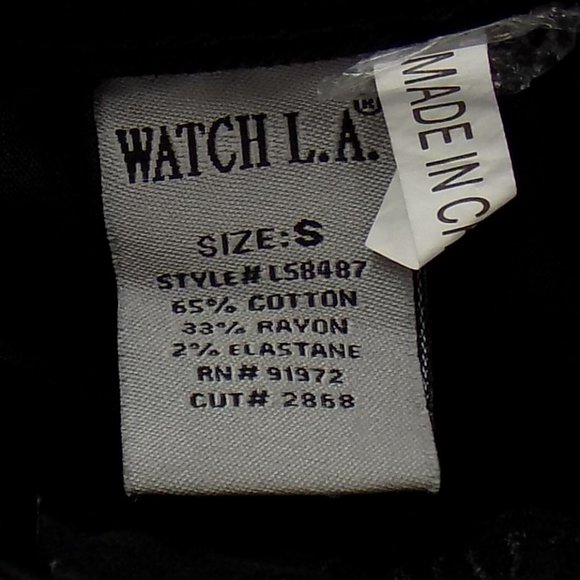 WATCH L.A.®
SIZE:S
STYLE# LS8487
65% COTTON
33% RAYON
2% ELASTANE
RN# 91972
CUT# 2868
MADE IN C